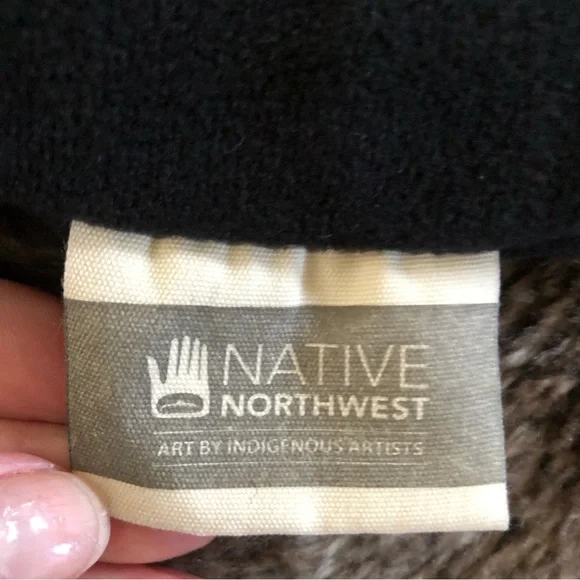 NATIVE
NORTHWEST
ART BY INDIGENOUS ARTISTS